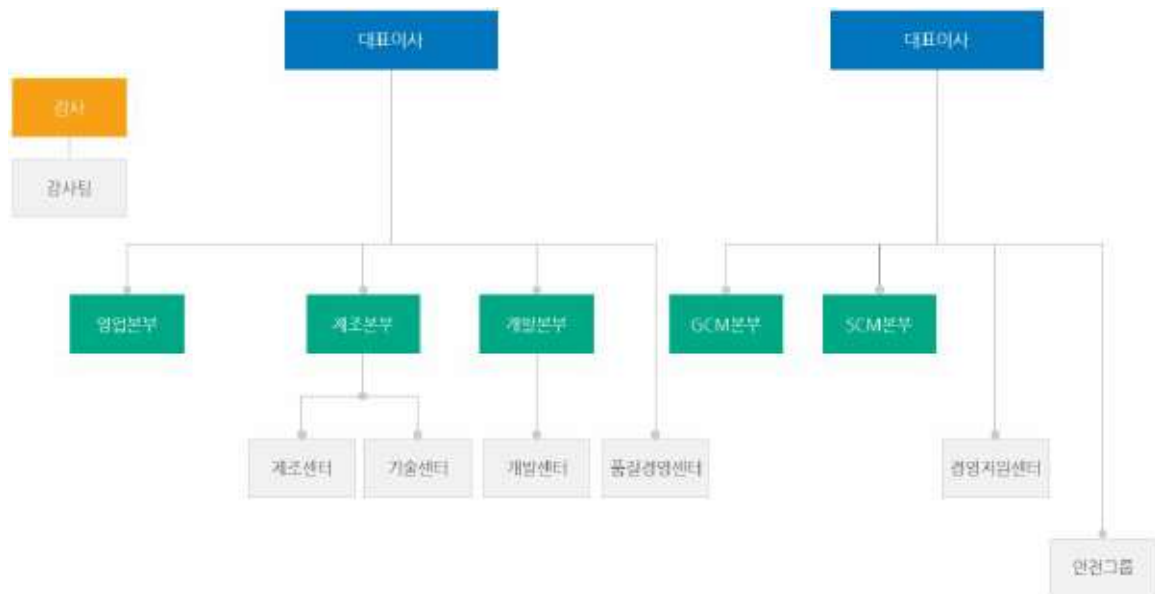 대표이사
대표이사
감사
감사팀
영업본부
제조본부
개발본부
GCM본부
SCM본부
제조센터
기술센터
개발센터
품질경영센터
경영지원센터
안전그룹